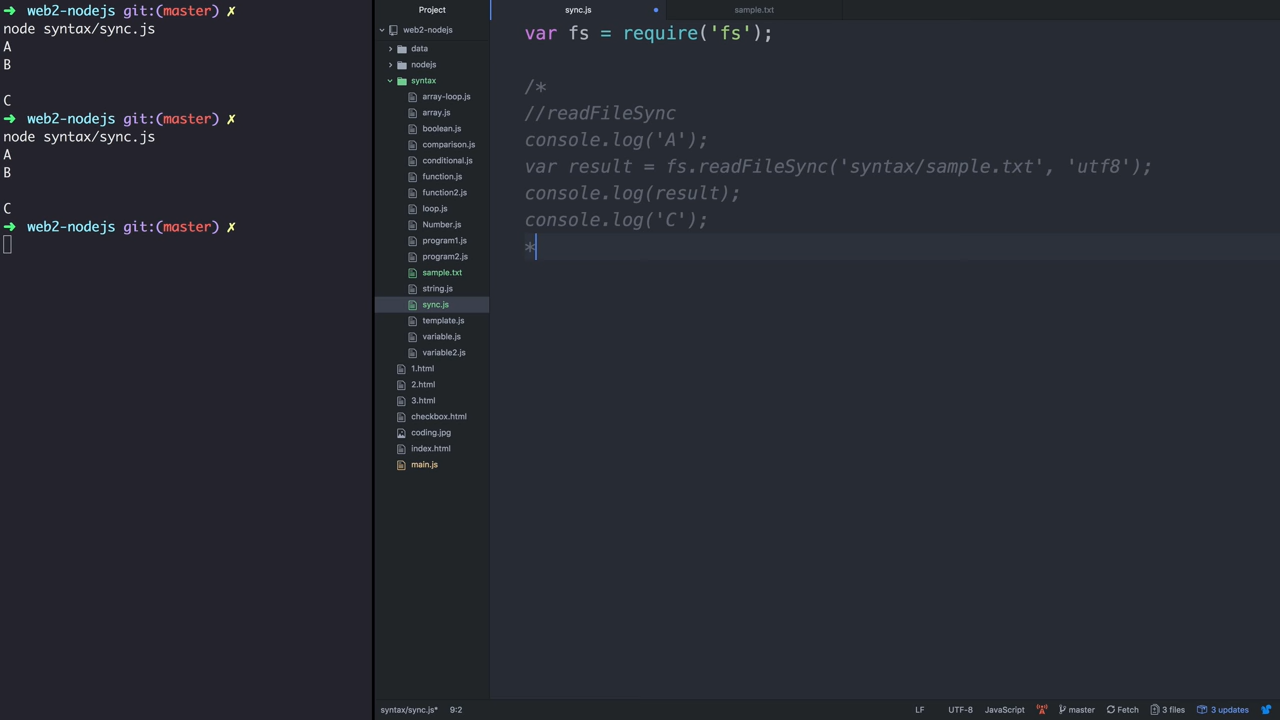 ➜ web2-nodejs git:(master) ✗
node syntax/sync.js
A
B
C
➜ web2-nodejs git:(master) ✗
node syntax/sync.js
A
B
C
➜ web2-nodejs git:(master) ✗
Project
web2-nodejs
data
nodejs
syntax
array-loop.js
array.js
boolean.js
comparison.js
conditional.js
function.js
function2.js
loop.js
Number.js
program1.js
program2.js
sample.txt
string.js
sync.js
template.js
variable.js
variable2.js
1.html
2.html
3.html
checkbox.html
coding.jpg
index.html
main.js
sync.js
sample.txt
var fs = require('fs');
/*
//readFileSync
console.log('A');
var result = fs.readFileSync('syntax/sample.txt', 'utf8');
console.log(result);
console.log('C');
*
syntax/sync.js* 9:2
LF UTF-8 JavaScript master Fetch 3 files 3 updates